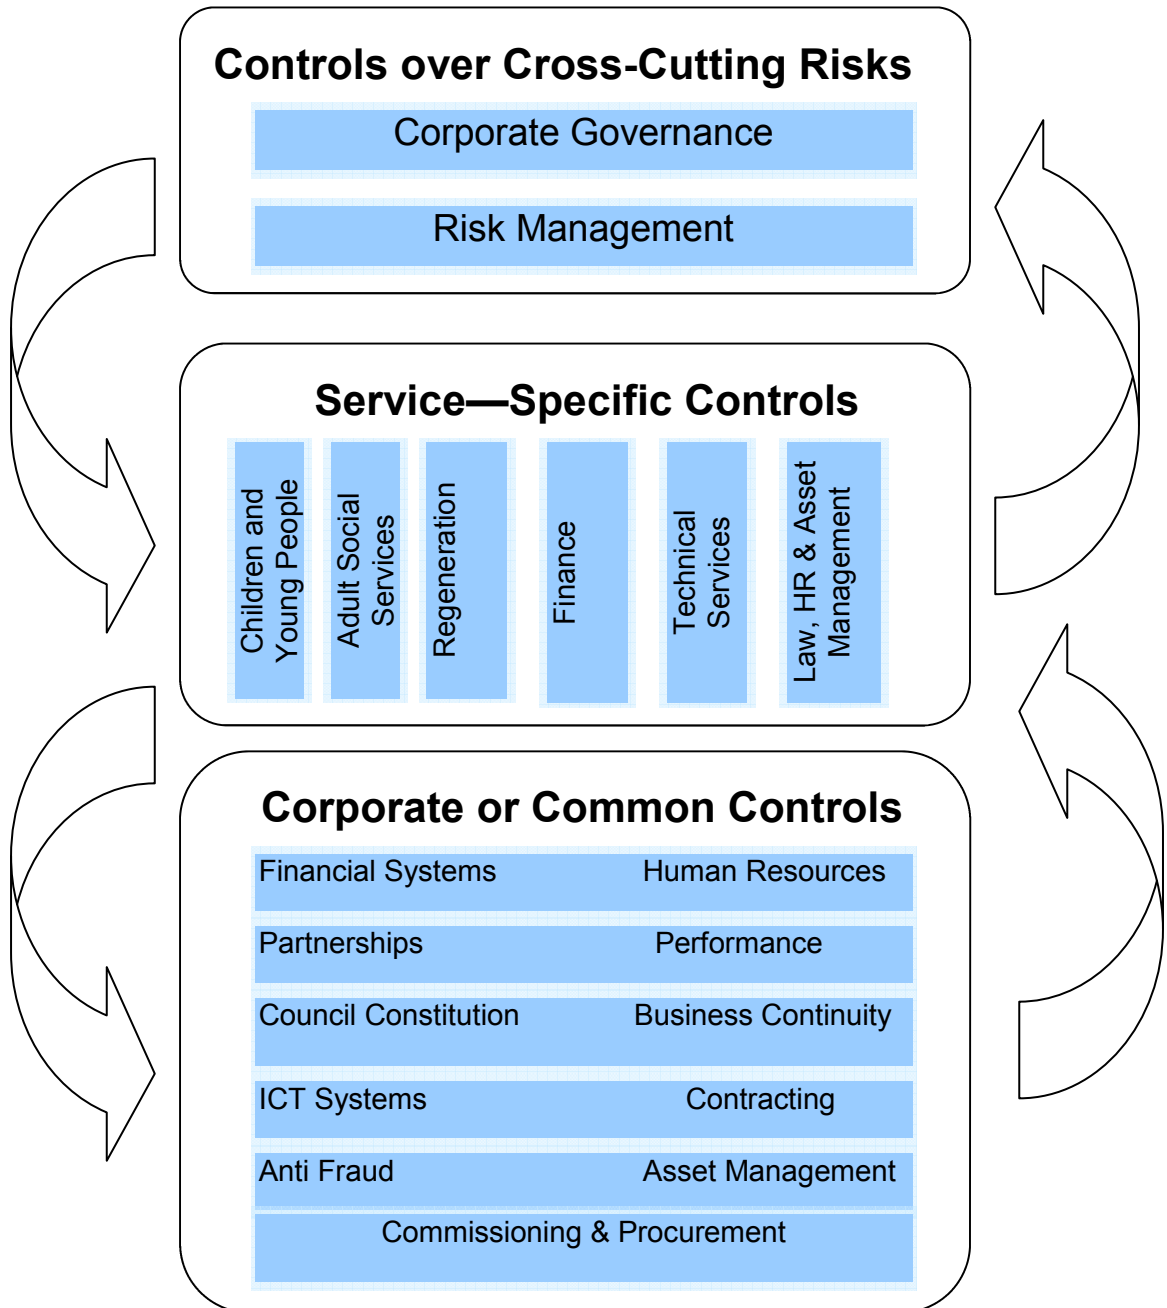 Controls over Cross-Cutting Risks
Corporate Governance
Risk Management
Service—Specific Controls
Children and
Young People
Adult Social
Services
Regeneration
Finance
Technical
Services
Law, HR & Asset
Management
Corporate or Common Controls
Financial Systems Human Resources
Partnerships Performance
Council Constitution Business Continuity
ICT Systems Contracting
Anti Fraud Asset Management
Commissioning & Procurement